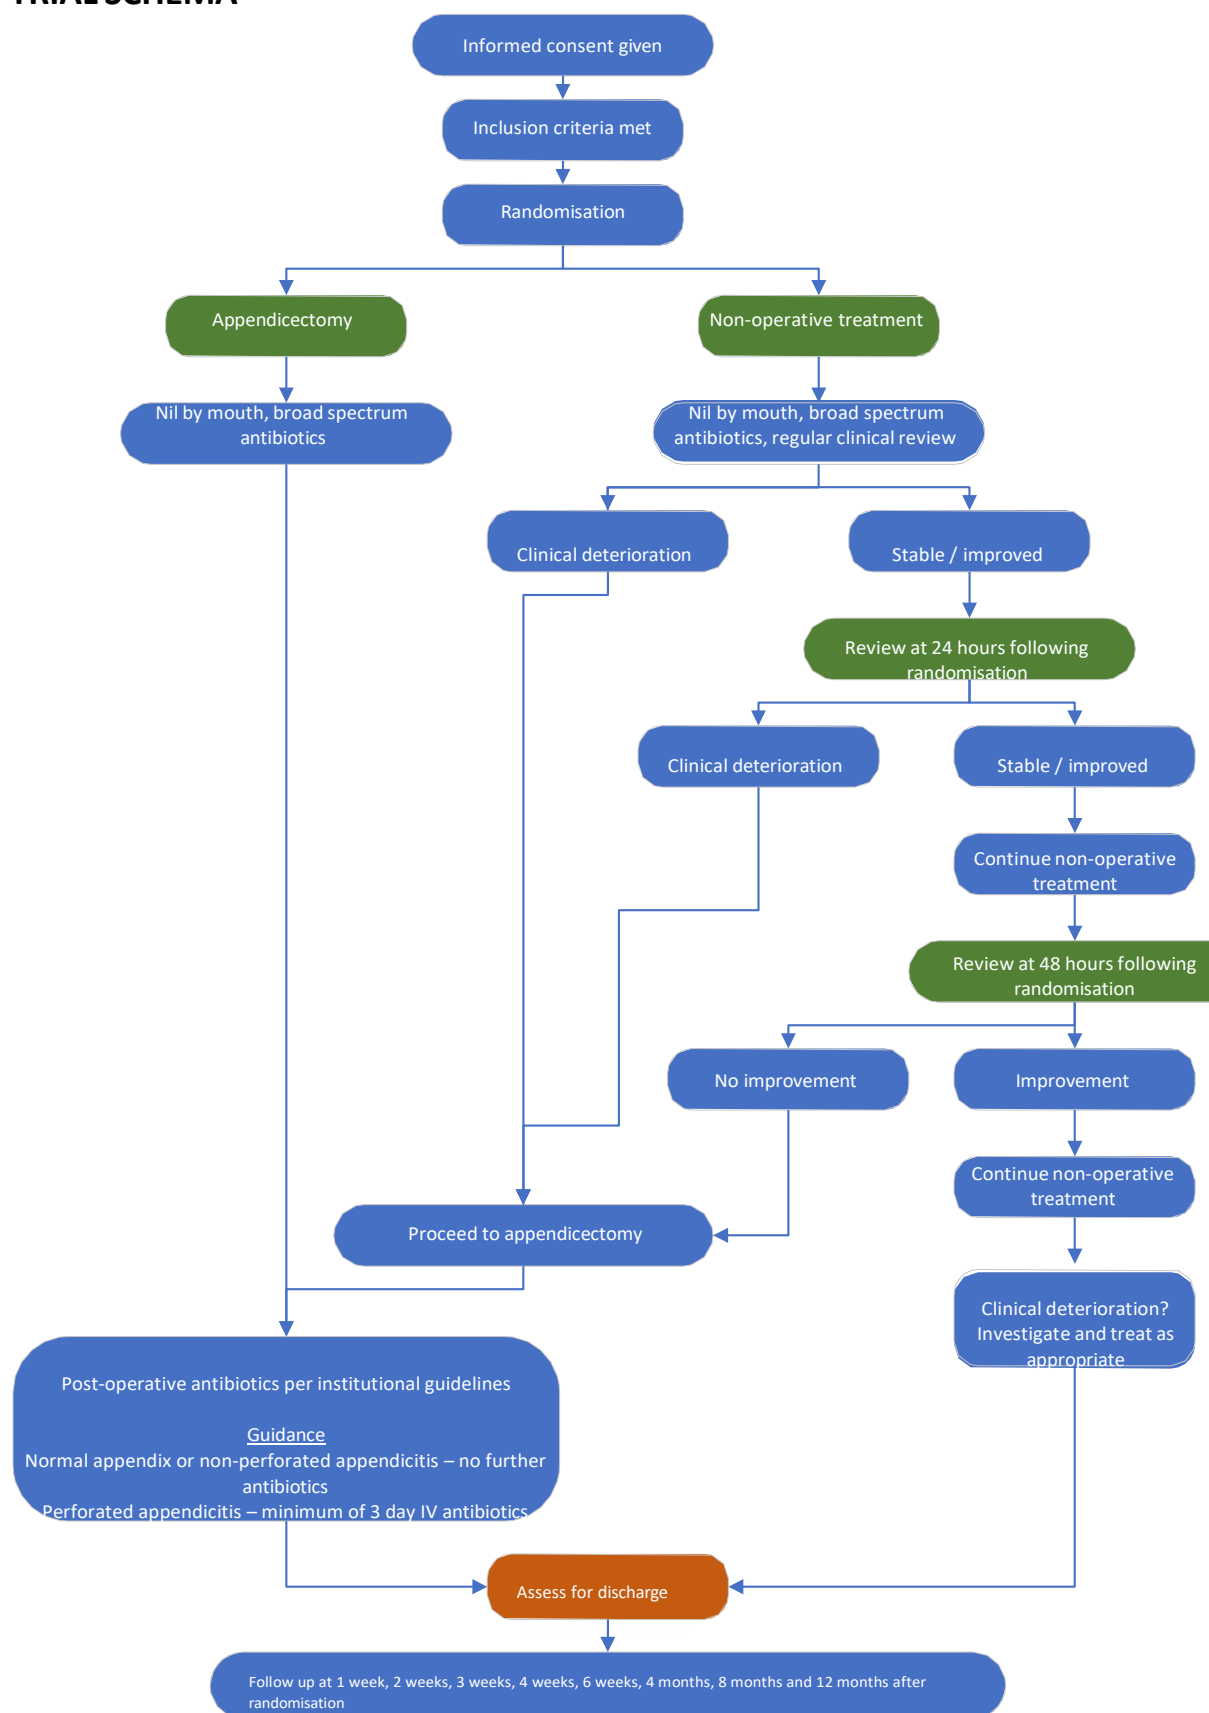 TRIAL SCHEMA
Informed consent given
Inclusion criteria met
Randomisation
Appendicectomy
Non-operative treatment
Nil by mouth, broad spectrum
antibiotics
Nil by mouth, broad spectrum
antibiotics, regular clinical review
Clinical deterioration
Stable / improved
Review at 24 hours following
randomisation
Clinical deterioration
Stable / improved
Continue non-operative
treatment
Review at 48 hours following
randomisation
No improvement
Improvement
Continue non-operative
treatment
Proceed to appendicectomy
Clinical deterioration?
Investigate and treat as
appropriate
Post-operative antibiotics per institutional guidelines
Guidance
Normal appendix or non-perforated appendicitis – no further
antibiotics
Perforated appendicitis – minimum of 3 day IV antibiotics
Assess for discharge
Follow up at 1 week, 2 weeks, 3 weeks, 4 weeks, 6 weeks, 4 months, 8 months and 12 months after
randomisation